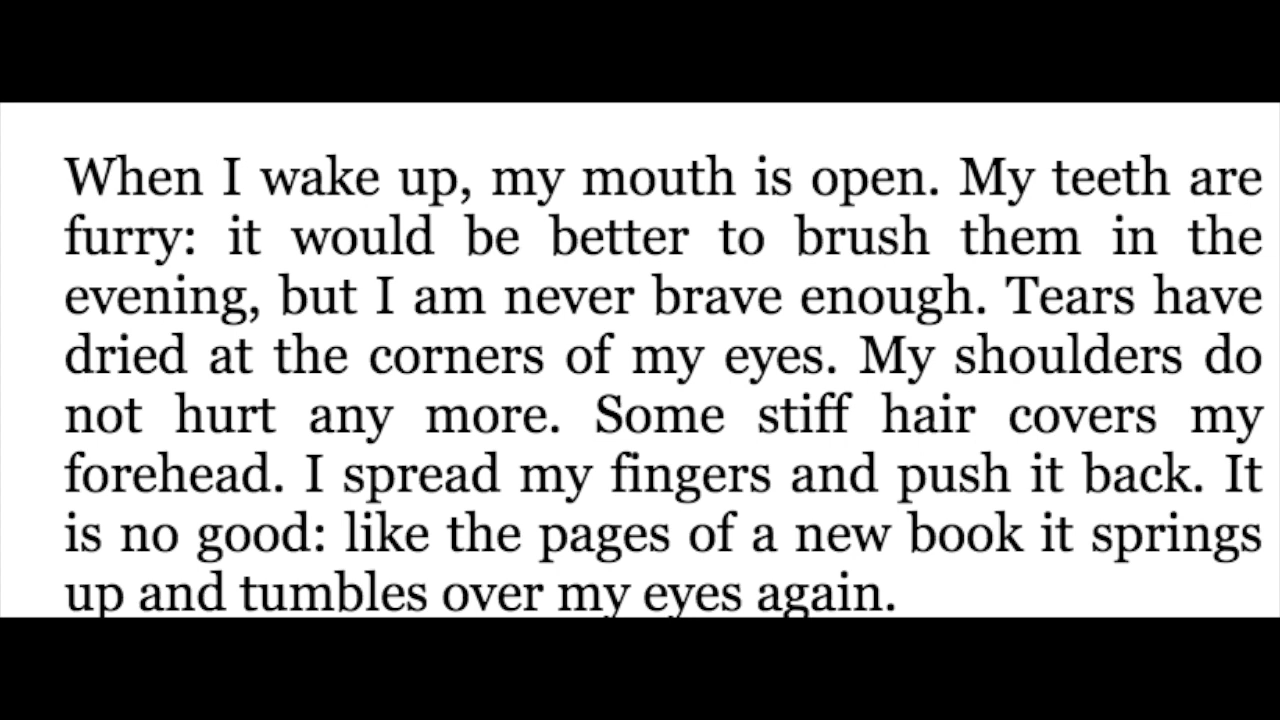 When I wake up, my mouth is open. My teeth are
furry: it would be better to brush them in the
evening, but I am never brave enough. Tears have
dried at the corners of my eyes. My shoulders do
not hurt any more. Some stiff hair covers my
forehead. I spread my fingers and push it back. It
is no good: like the pages of a new book it springs
up and tumbles over my eyes again.